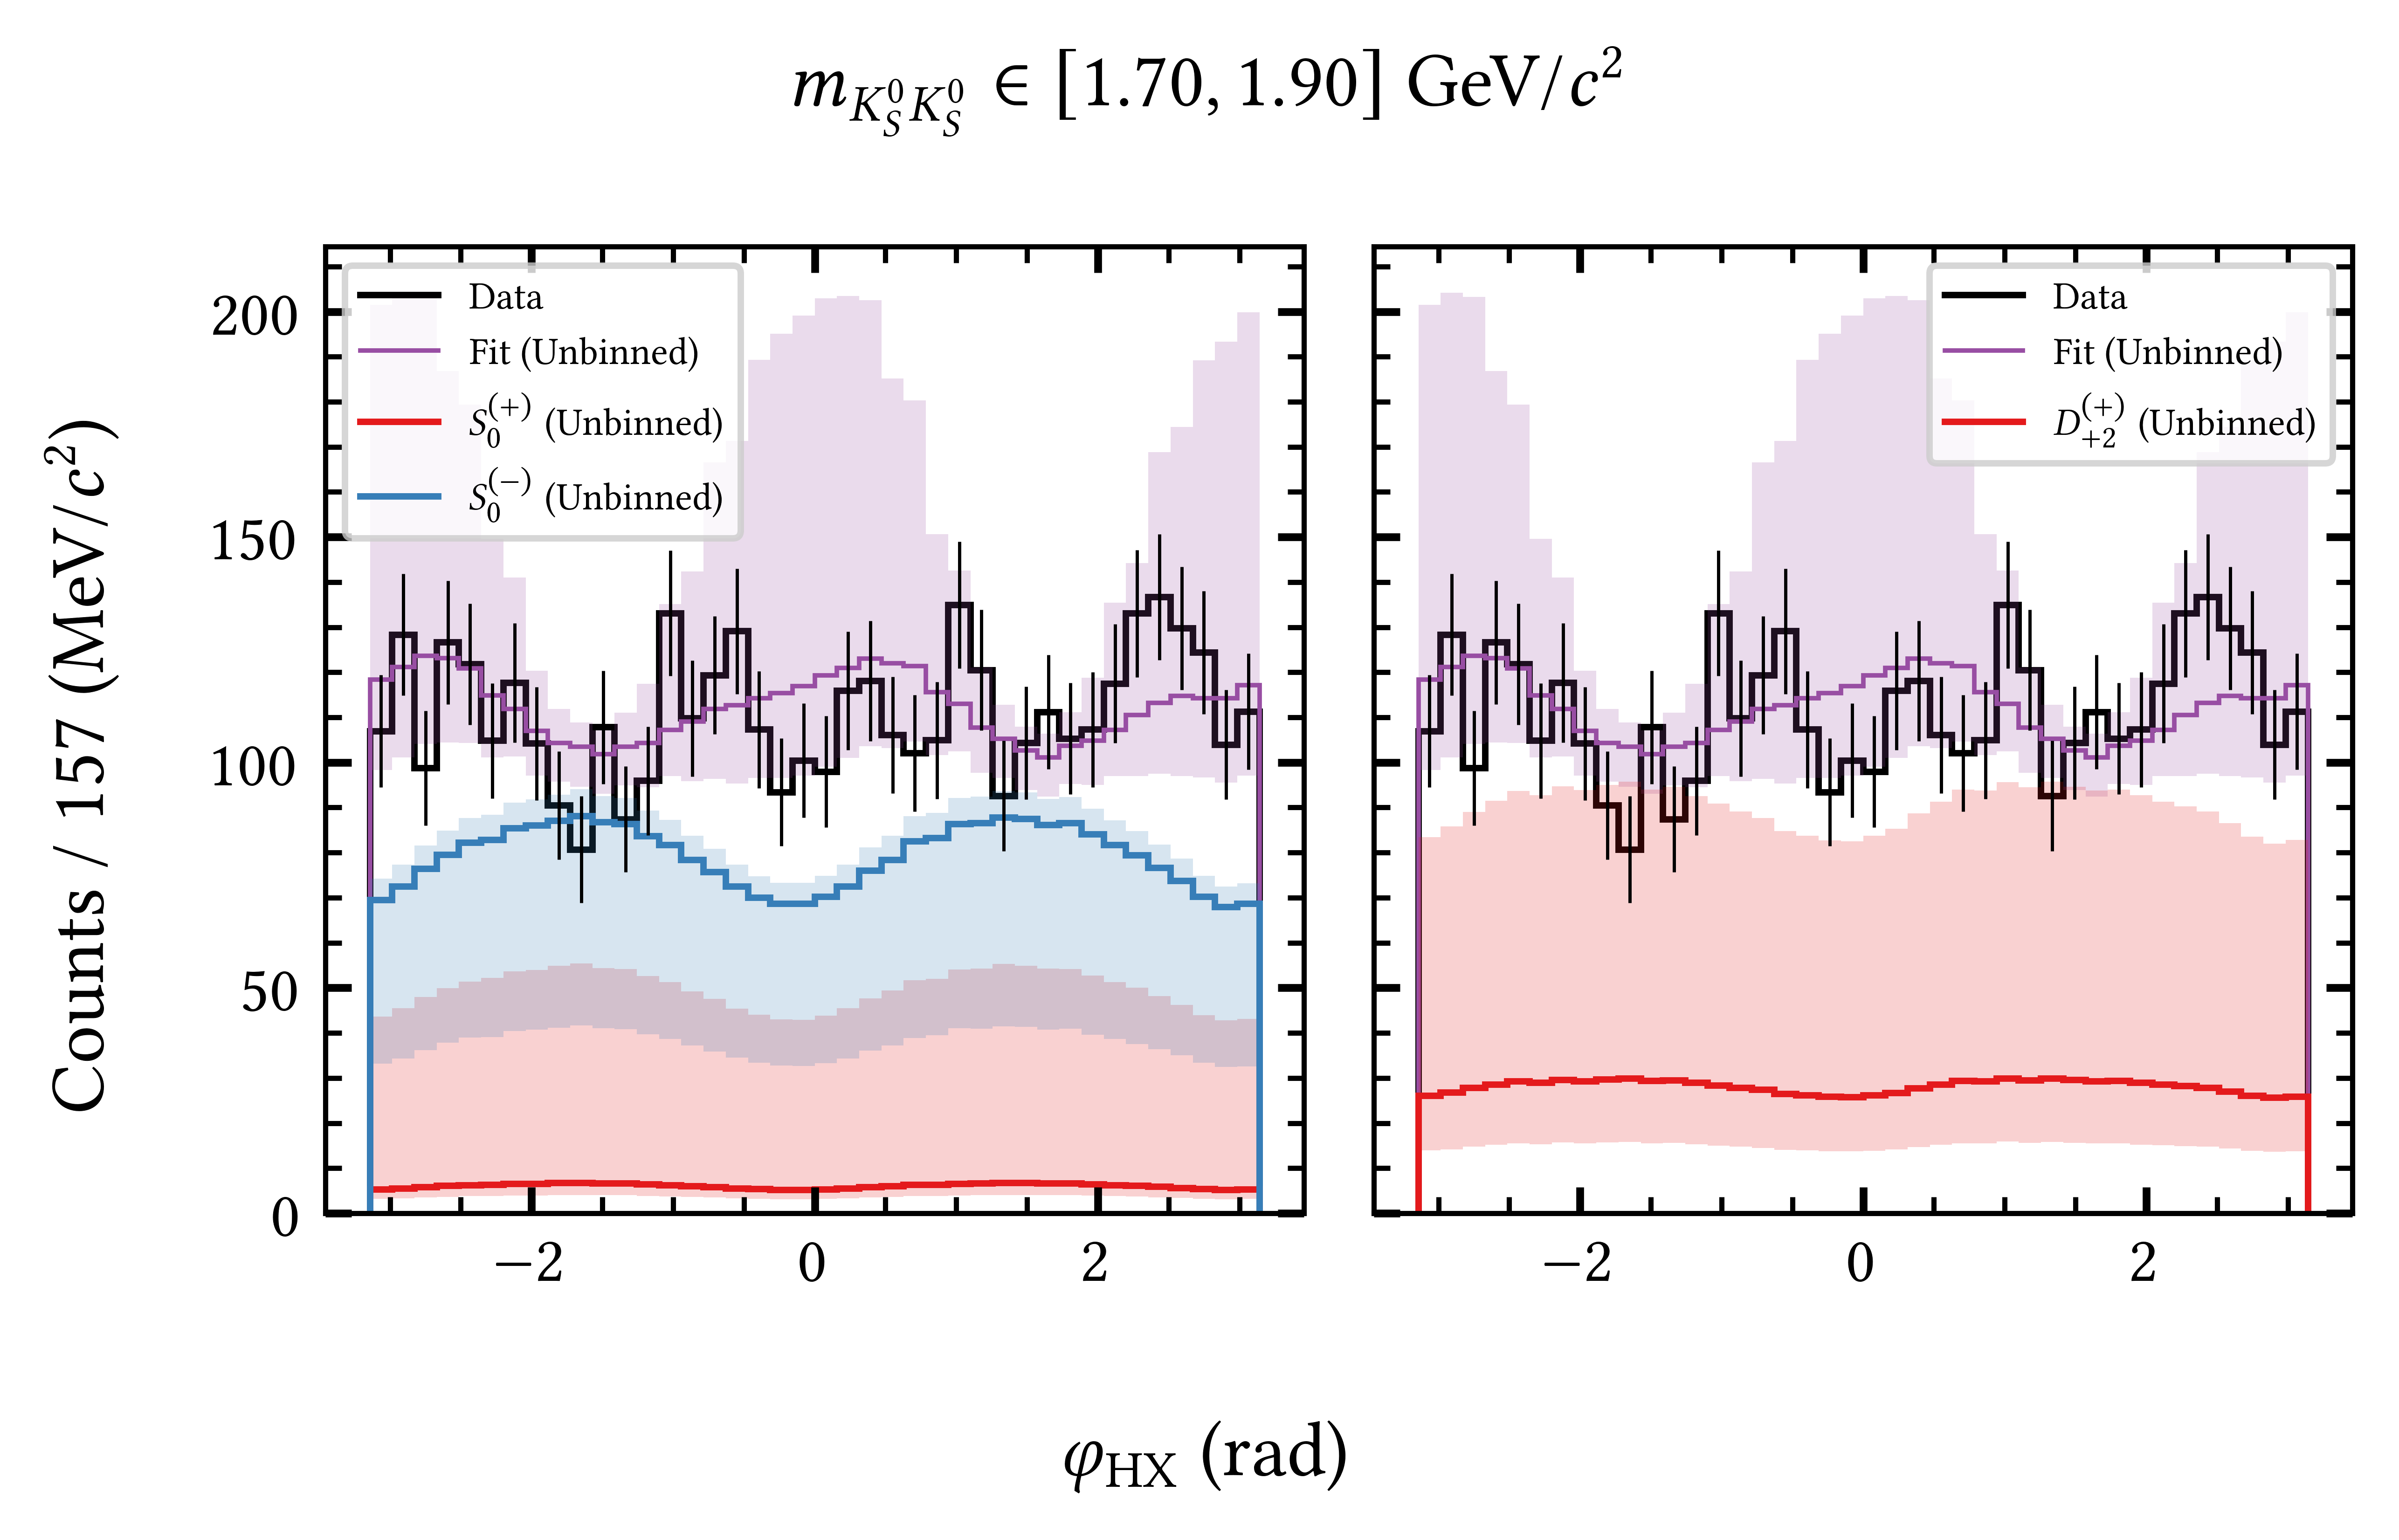 m_{K_S^0 K_S^0} ∈ [1.70, 1.90] GeV/c²
Counts / 157 (MeV/c²)
200
150
100
50
0
Data
Fit (Unbinned)
S_0^{(+)} (Unbinned)
S_0^{(−)} (Unbinned)
Data
Fit (Unbinned)
D_{+2}^{(+)} (Unbinned)
−2 0 2
−2 0 2
φ_{HX} (rad)